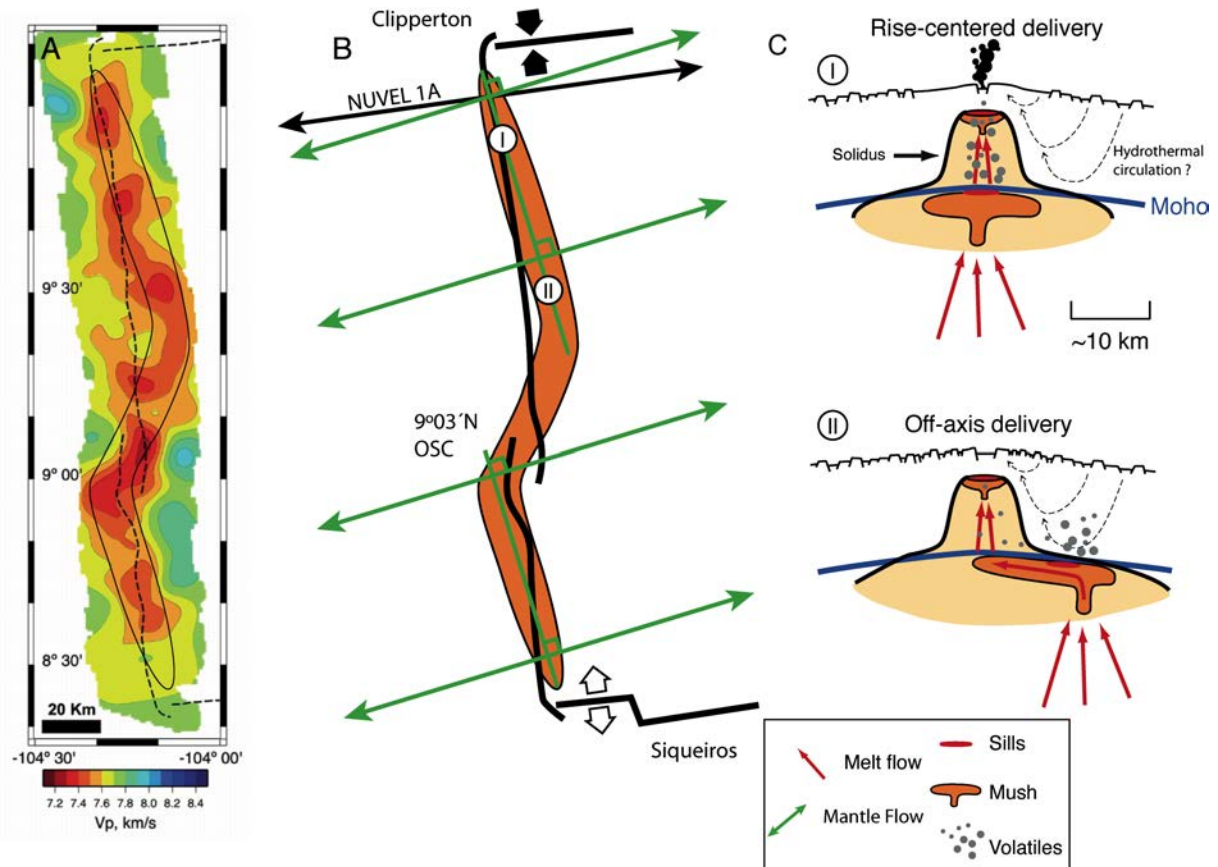 A
9° 30'
9° 00'
8° 30'
20 Km
-104° 30'
-104° 00'
7.2 7.4 7.6 7.8 8.0 8.2 8.4
Vp, km/s
B
Clipperton
NUVEL 1A
I
II
9º03´N
OSC
Siqueiros
C
Rise-centered delivery
I
Solidus
Hydrothermal
circulation ?
Moho
~10 km
II
Off-axis delivery
Melt flow
Mantle Flow
Sills
Mush
Volatiles